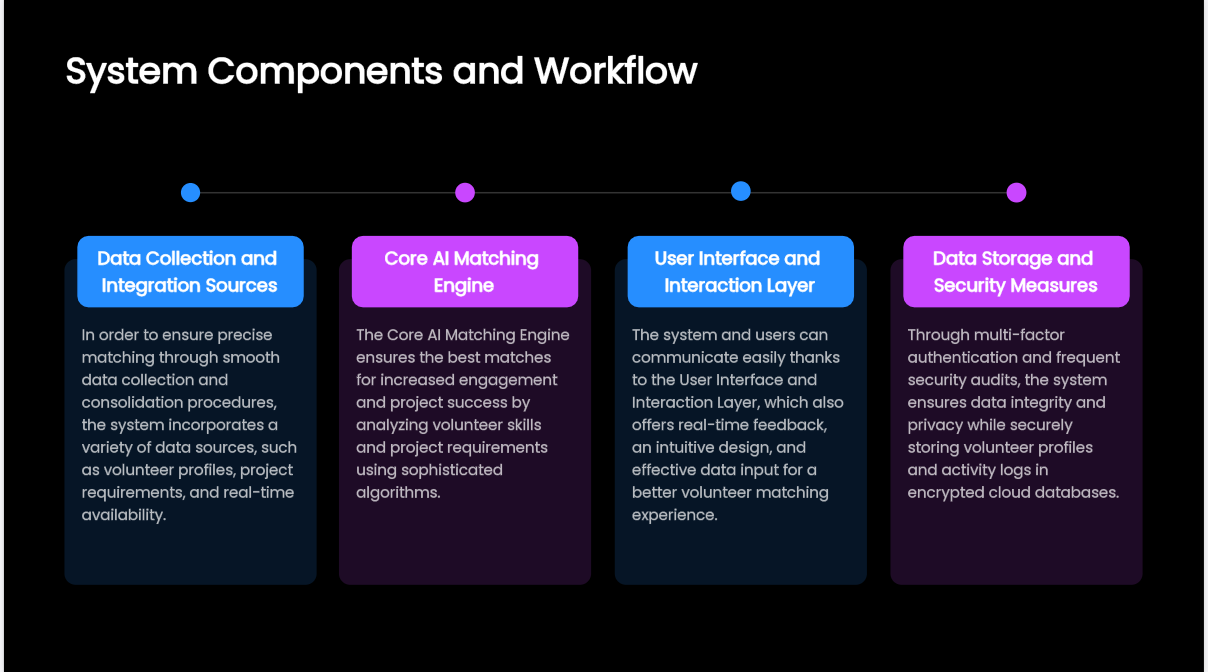 System Components and Workflow
Data Collection and
Integration Sources
In order to ensure precise
matching through smooth
data collection and
consolidation procedures,
the system incorporates a
variety of data sources, such
as volunteer profiles, project
requirements, and real-time
availability.
Core AI Matching
Engine
The Core AI Matching Engine
ensures the best matches
for increased engagement
and project success by
analyzing volunteer skills
and project requirements
using sophisticated
algorithms.
User Interface and
Interaction Layer
The system and users can
communicate easily thanks
to the User Interface and
Interaction Layer, which also
offers real-time feedback,
an intuitive design, and
effective data input for a
better volunteer matching
experience.
Data Storage and
Security Measures
Through multi-factor
authentication and frequent
security audits, the system
ensures data integrity and
privacy while securely
storing volunteer profiles
and activity logs in
encrypted cloud databases.